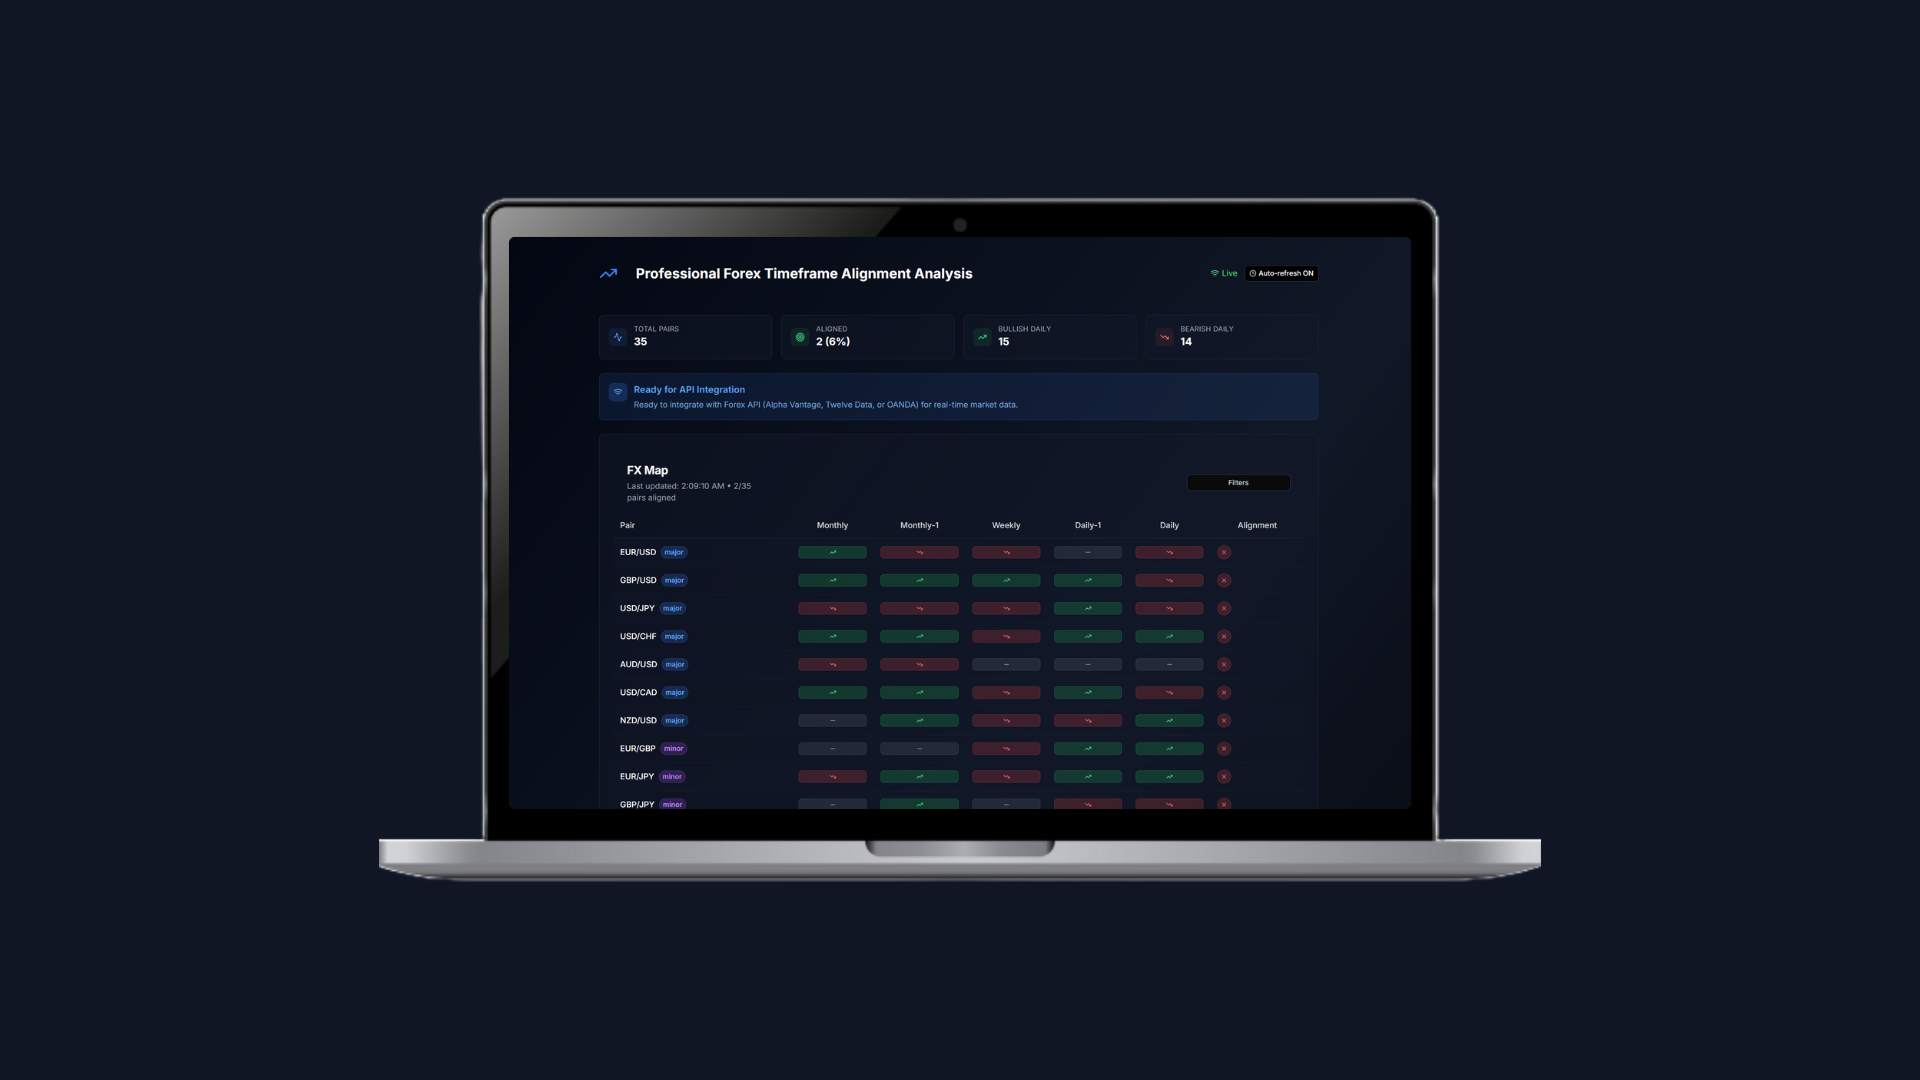 Professional Forex Timeframe Alignment Analysis
Live
Auto-refresh ON
TOTAL PAIRS
35
ALIGNED
2 (6%)
BULLISH DAILY
15
BEARISH DAILY
14
Ready for API Integration
Ready to integrate with Forex API (Alpha Vantage, Twelve Data, or OANDA) for real-time market data.
FX Map
Last updated: 2:09:10 AM • 2/35
pairs aligned
Filters
Pair Monthly Monthly-1 Weekly Daily-1 Daily Alignment
EUR/USD major
GBP/USD major
USD/JPY major
USD/CHF major
AUD/USD major
USD/CAD major
NZD/USD major
EUR/GBP minor
EUR/JPY minor
GBP/JPY minor